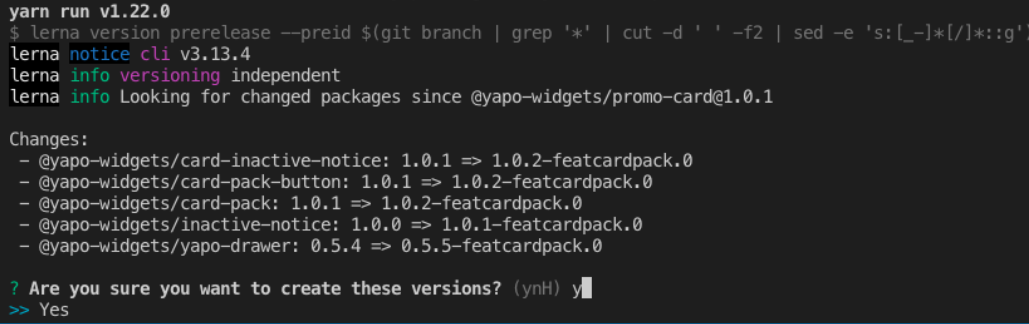 yarn run v1.22.0
$ lerna version prerelease --preid $(git branch | grep '*' | cut -d ' ' -f2 | sed -e 's:[_-]*[/]*::g')
lerna notice cli v3.13.4
lerna info versioning independent
lerna info Looking for changed packages since @yapo-widgets/promo-card@1.0.1
Changes:
- @yapo-widgets/card-inactive-notice: 1.0.1 => 1.0.2-featcardpack.0
- @yapo-widgets/card-pack-button: 1.0.1 => 1.0.2-featcardpack.0
- @yapo-widgets/card-pack: 1.0.1 => 1.0.2-featcardpack.0
- @yapo-widgets/inactive-notice: 1.0.0 => 1.0.1-featcardpack.0
- @yapo-widgets/yapo-drawer: 0.5.4 => 0.5.5-featcardpack.0
? Are you sure you want to create these versions? (ynH) y
>> Yes